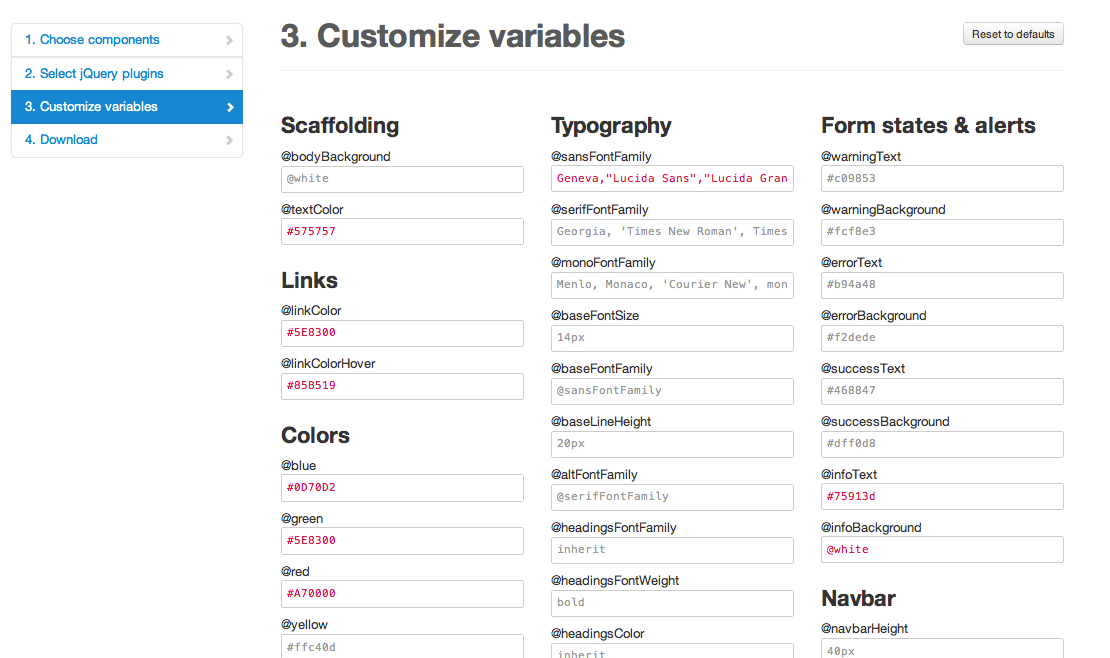 1. Choose components
2. Select jQuery plugins
3. Customize variables
4. Download
3. Customize variables
Reset to defaults
Scaffolding
@bodyBackground
@white
@textColor
#575757
Links
@linkColor
#5E8300
@linkColorHover
#85B519
Colors
@blue
#0D70D2
@green
#5E8300
@red
#A70000
@yellow
#ffc40d
Typography
@sansFontFamily
Geneva,"Lucida Sans","Lucida Gran
@serifFontFamily
Georgia, 'Times New Roman', Times
@monoFontFamily
Menlo, Monaco, 'Courier New', mon
@baseFontSize
14px
@baseFontFamily
@sansFontFamily
@baseLineHeight
20px
@altFontFamily
@serifFontFamily
@headingsFontFamily
inherit
@headingsFontWeight
bold
@headingsColor
inherit
Form states & alerts
@warningText
#c09853
@warningBackground
#fcf8e3
@errorText
#b94a48
@errorBackground
#f2dede
@successText
#468847
@successBackground
#dff0d8
@infoText
#75913d
@infoBackground
@white
Navbar
@navbarHeight
40px